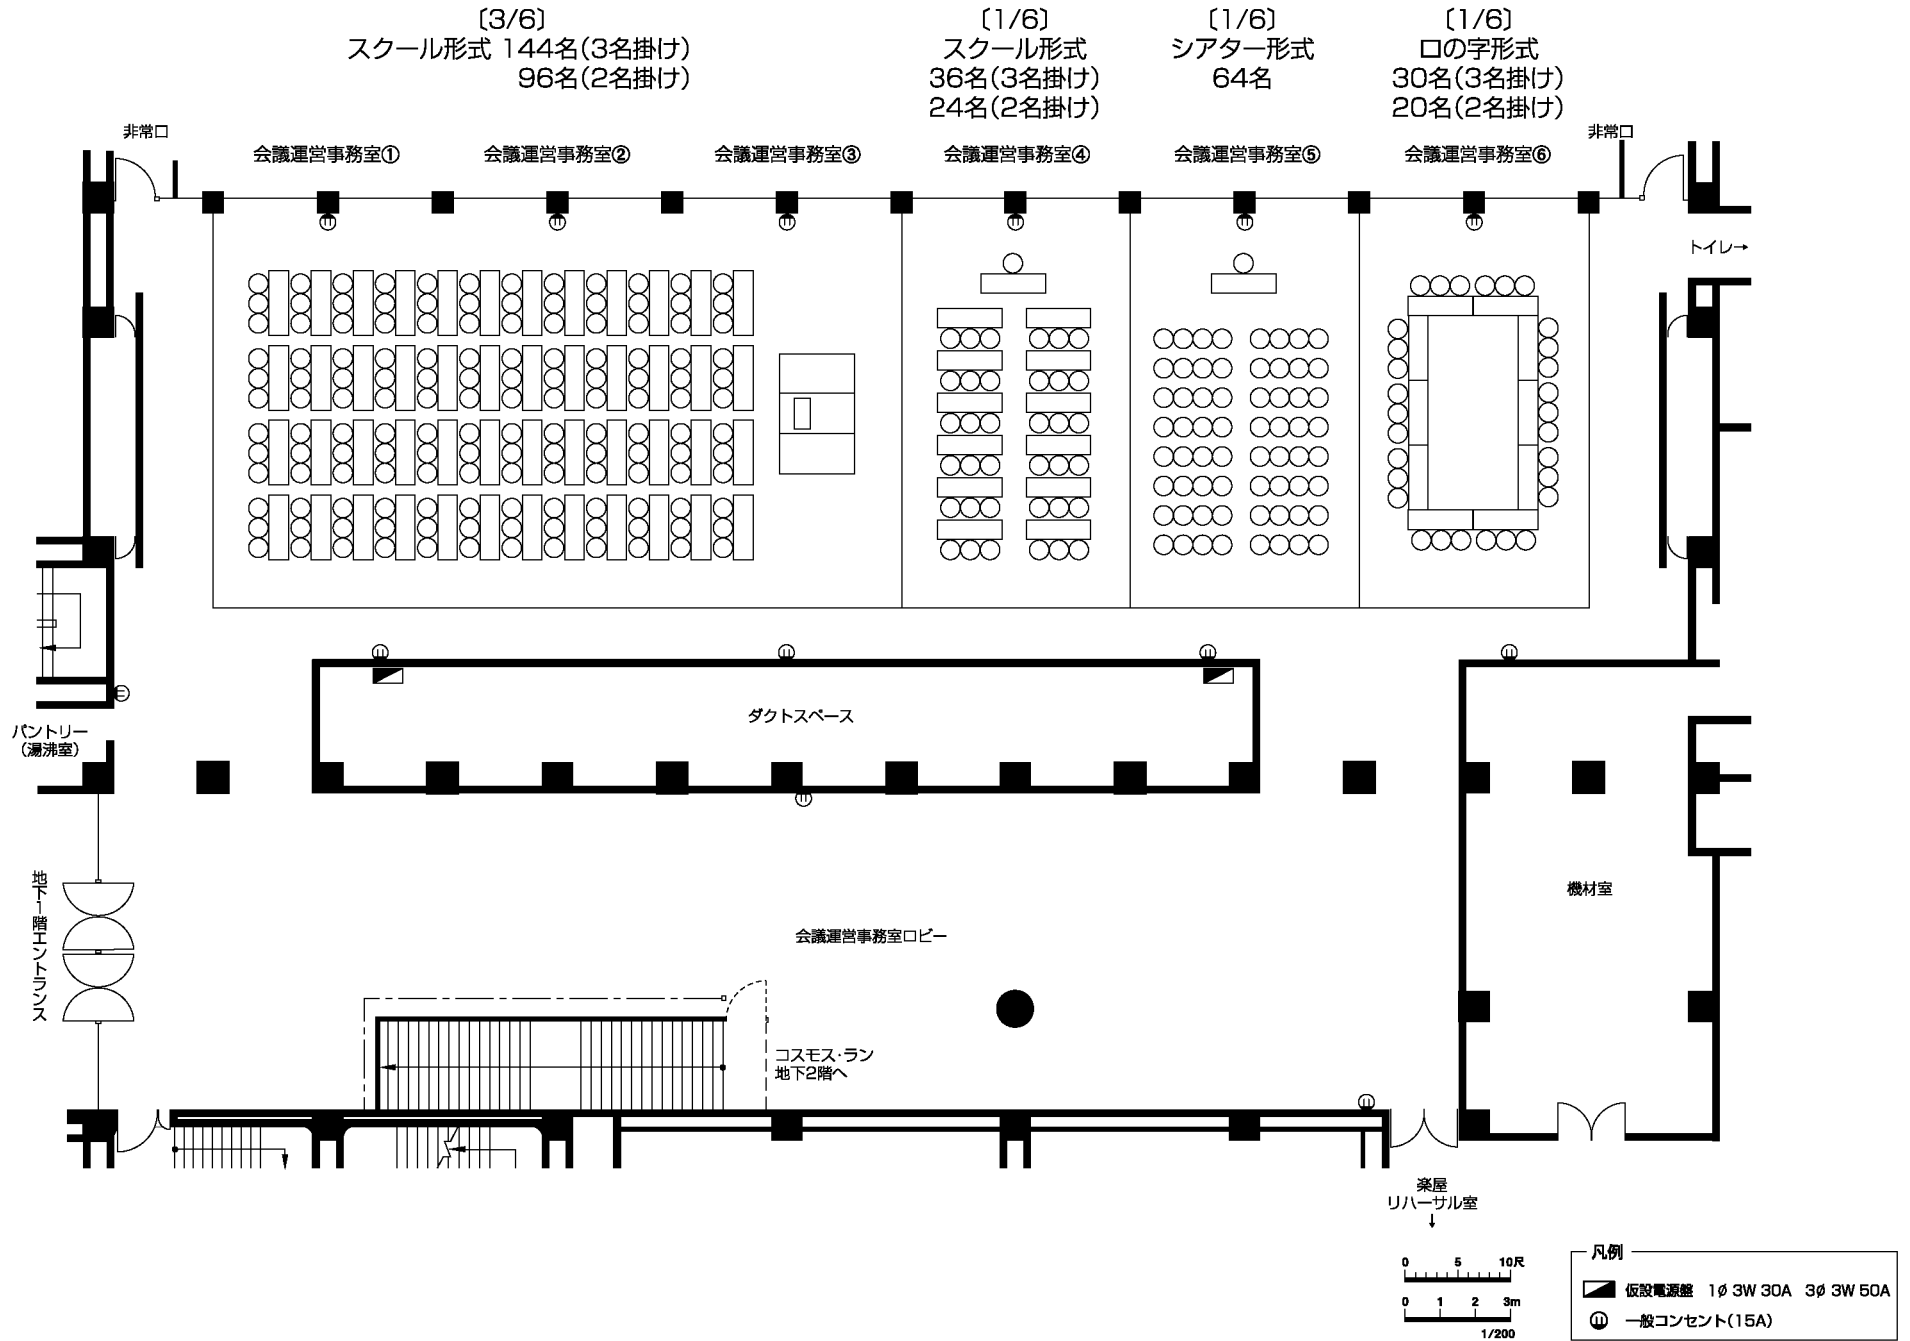 〔3/6〕
スクール形式 144名(3名掛け)
96名(2名掛け)
〔1/6〕
スクール形式
36名(3名掛け)
24名(2名掛け)
〔1/6〕
シアター形式
64名
〔1/6〕
ロの字形式
30名(3名掛け)
20名(2名掛け)
非常口
会議運営事務室①
会議運営事務室②
会議運営事務室③
会議運営事務室④
会議運営事務室⑤
会議運営事務室⑥
非常口
トイレ→
ダクトスペース
パントリー
(湯沸室)
地下1階エントランス
機材室
会議運営事務室ロビー
コスモス・ラン
地下2階へ
楽屋
リハーサル室
↓
0 5 10尺
0 1 2 3m
1/200
凡例
仮設電源盤 1φ 3W 30A 3φ 3W 50A
一般コンセント(15A)